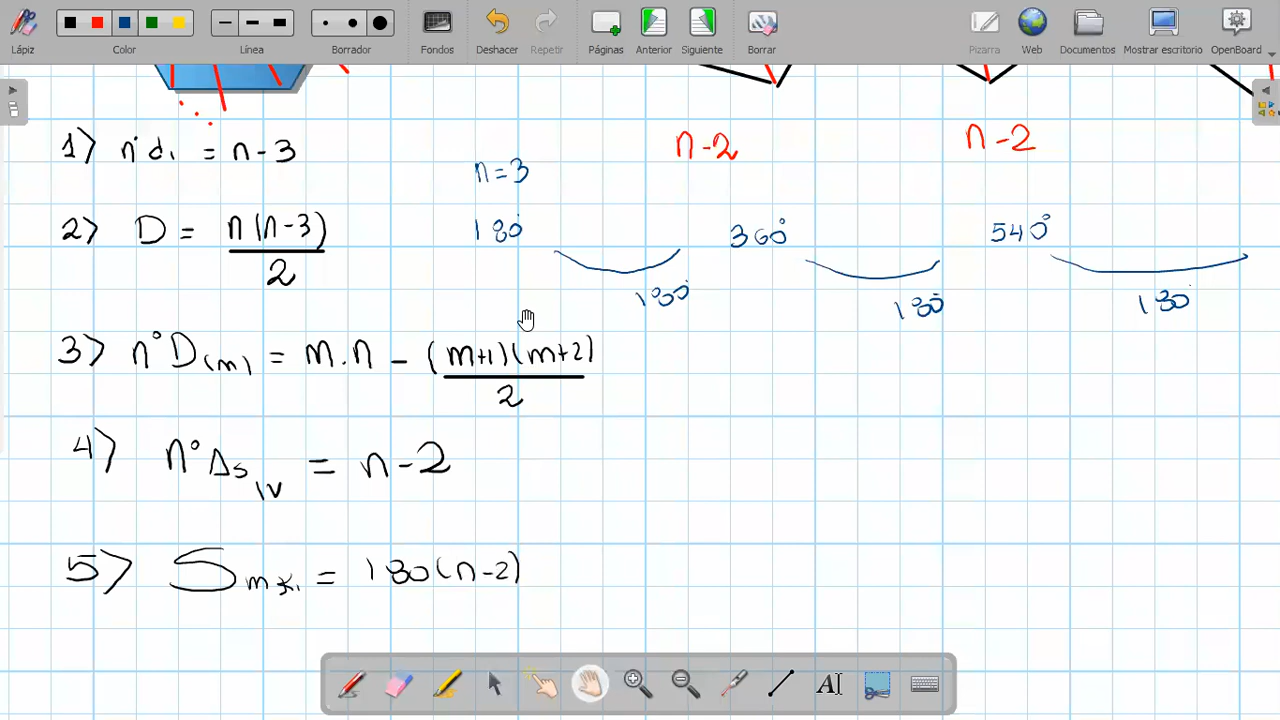 Lápiz Color Línea Borrador Fondos Deshacer Repetir Páginas Anterior Siguiente Borrar Pizarra Web Documentos Mostrar escritorio OpenBoard
1) n° d₁ = n - 3
n-2
n-2
n = 3
2) D = n(n-3)/2
180°
360°
540°
180°
180°
180°
3) n°D(m) = m.n - (m+1)(m+2)/2
4) n°Δs 1V = n - 2
5) S m∡i = 180(n-2)